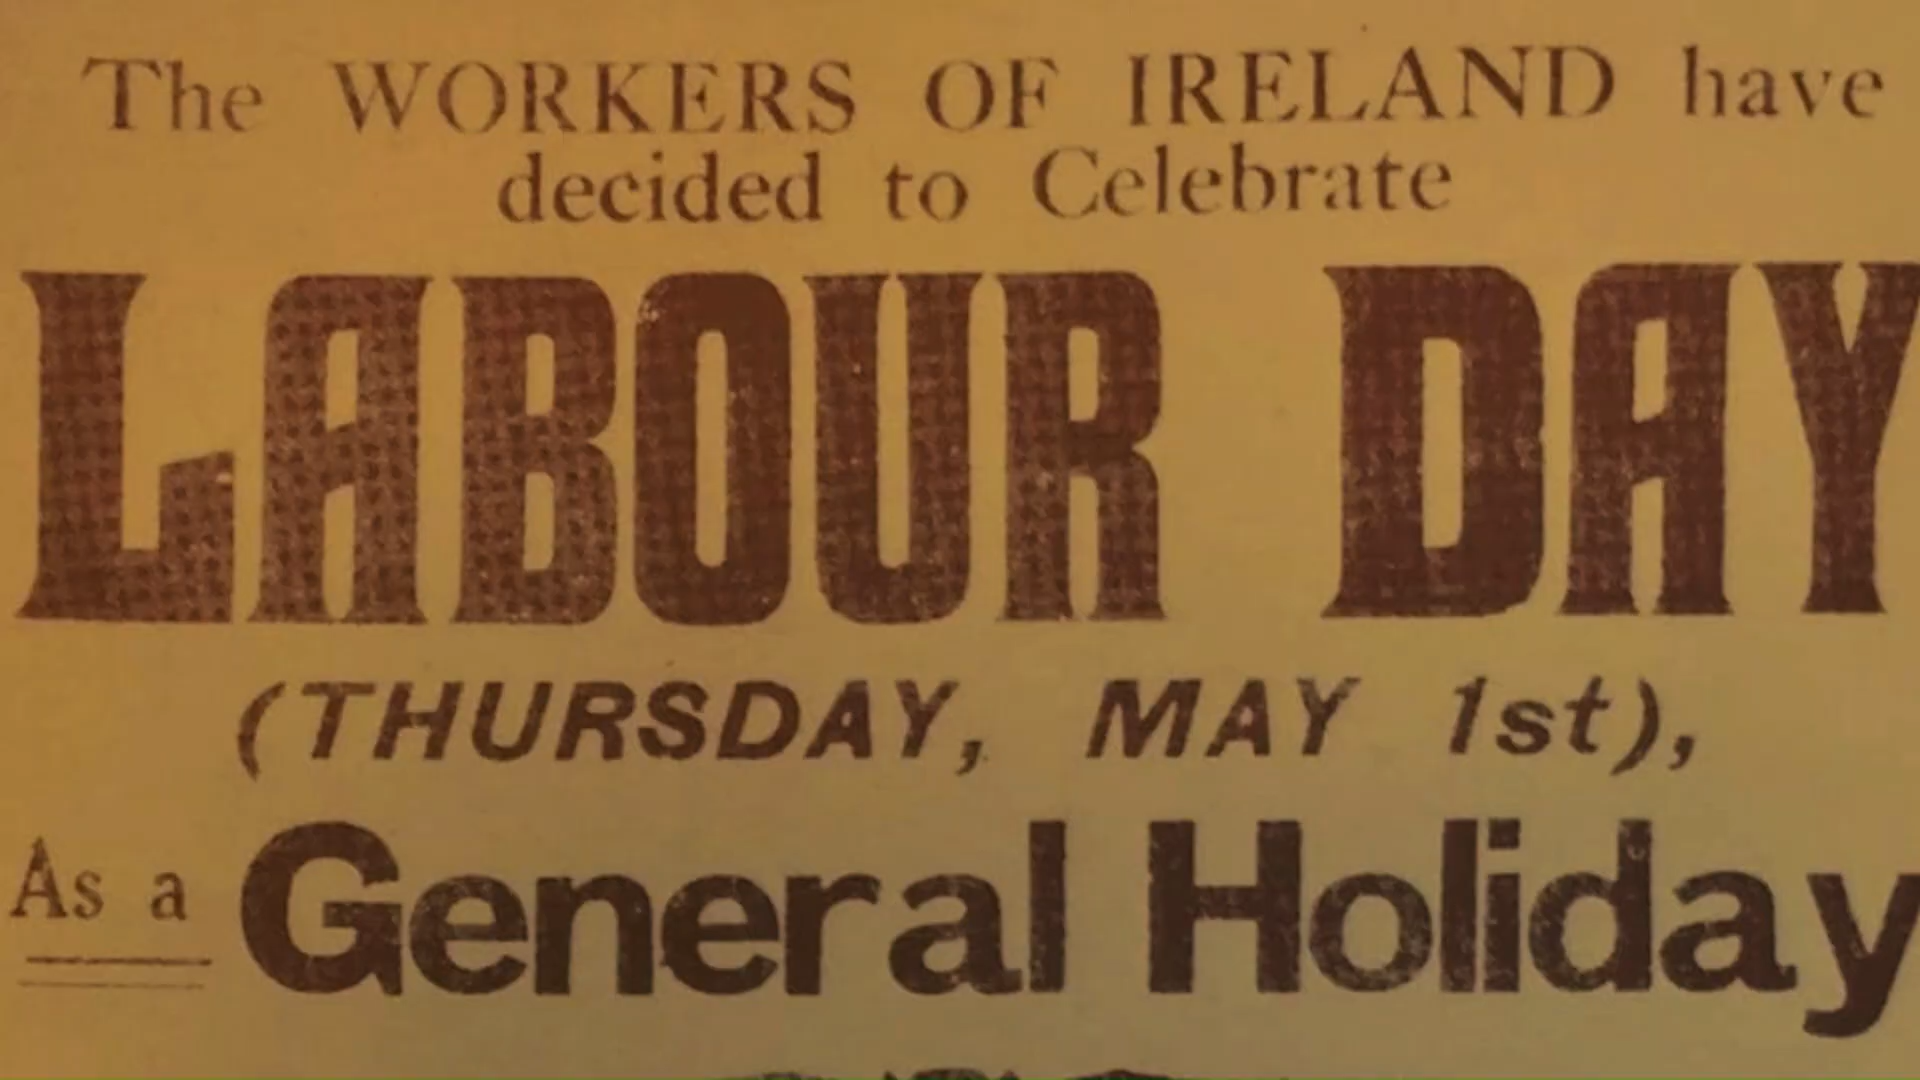 The WORKERS OF IRELAND have
decided to Celebrate
LABOUR DAY
(THURSDAY, MAY 1st),
As a General Holiday